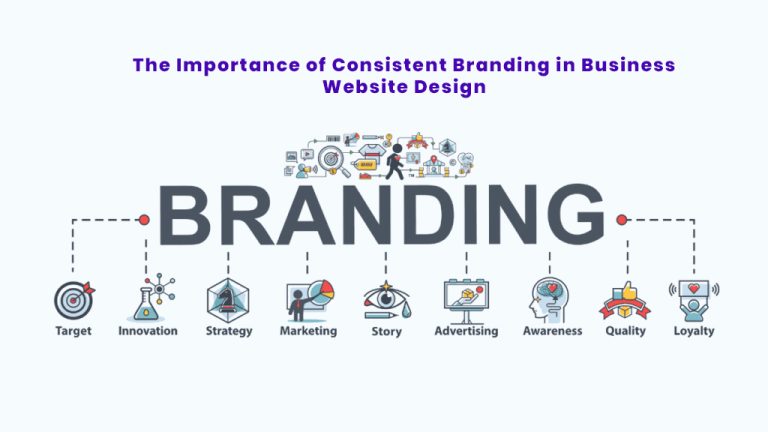 The Importance of Consistent Branding in Business
Website Design
BRANDING
Target
Innovation
Strategy
Marketing
Story
Advertising
Awareness
Quality
Loyalty